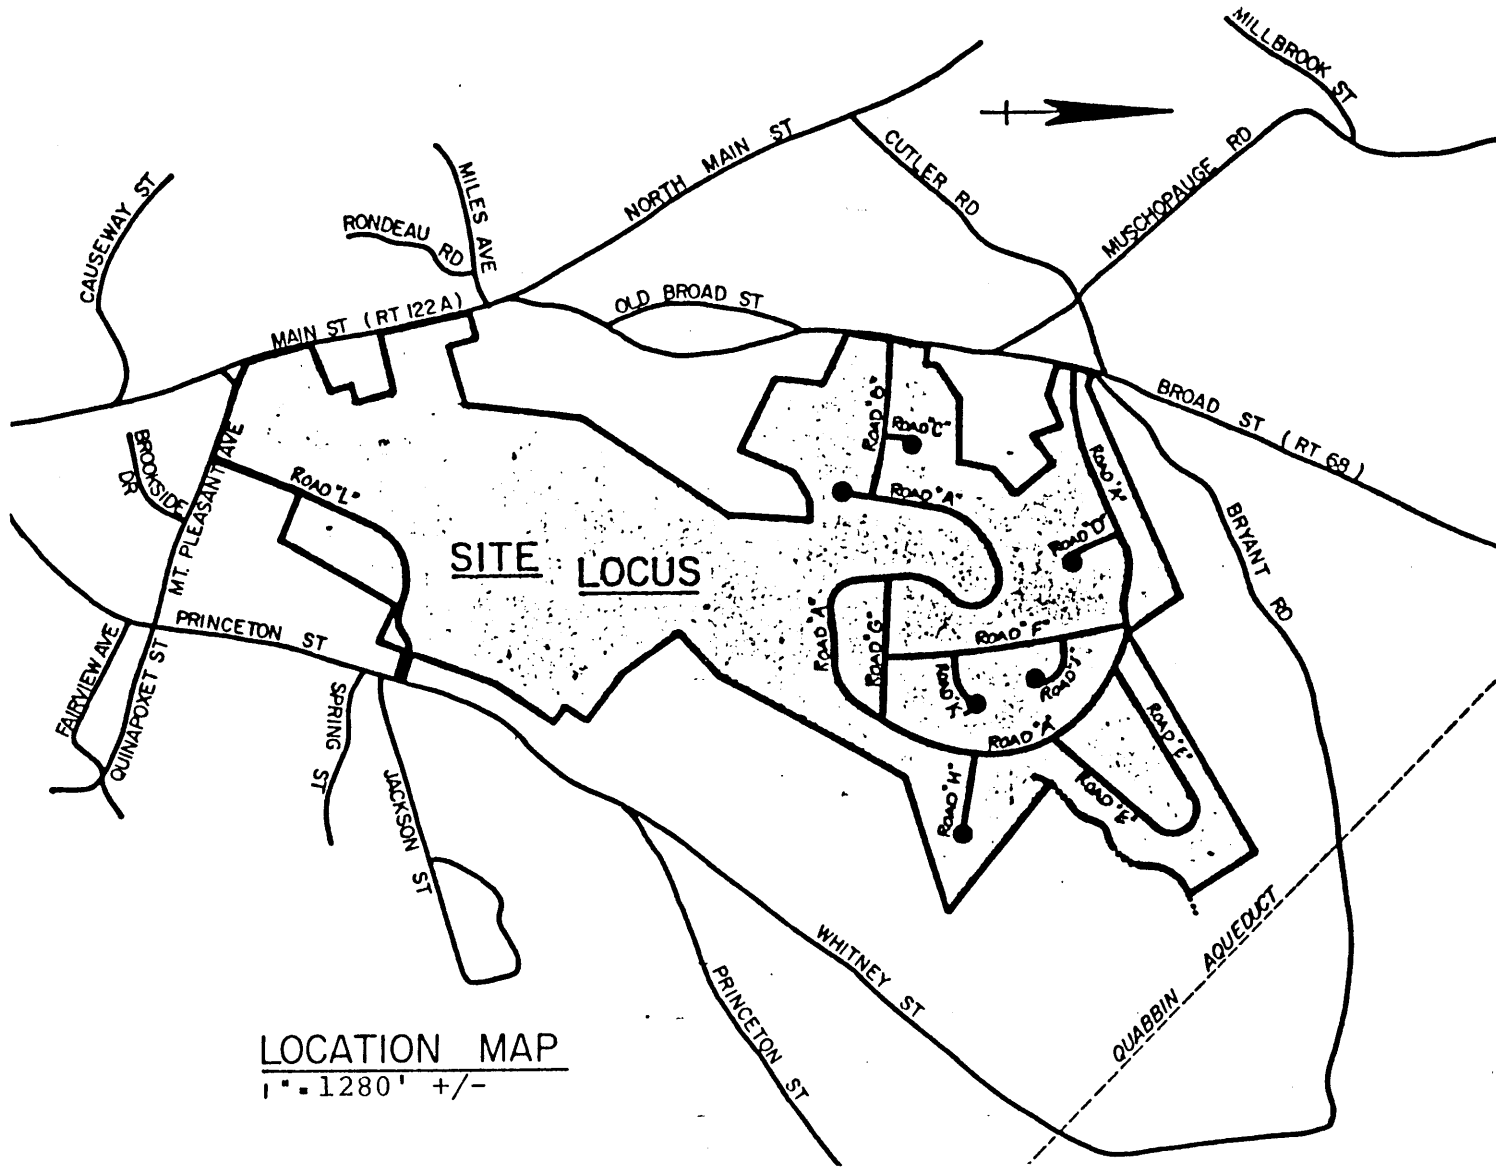 MILLBROOK ST
NORTH MAIN ST
CUTLER RD
MUSCHOPAUGE RD
CAUSEWAY ST
MILES AVE
RONDEAU RD
OLD BROAD ST
MAIN ST (RT 122A)
BROAD ST (RT 68)
ROAD "B"
ROAD "C"
ROAD "A"
ROAD "A"
ROAD "D"
BROOKSIDE DR
MT. PLEASANT AVE
ROAD "L"
SITE LOCUS
BRYANT RD
FAIRVIEW AVE
QUINAPOXET ST
PRINCETON ST
ROAD "A"
ROAD "G"
ROAD "F"
ROAD "J"
ROAD "A"
ROAD "E"
ROAD "E"
ROAD "H"
SPRING ST
JACKSON ST
WHITNEY ST
PRINCETON ST
QUABBIN AQUEDUCT
LOCATION MAP
1"=1280' +/-